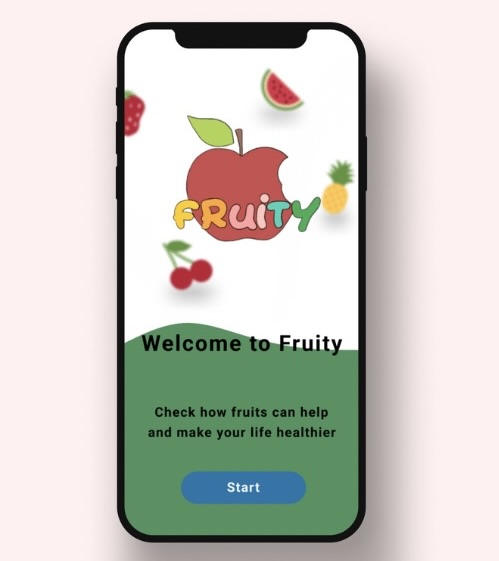 FRuiTy
Welcome to Fruity
Check how fruits can help
and make your life healthier
Start